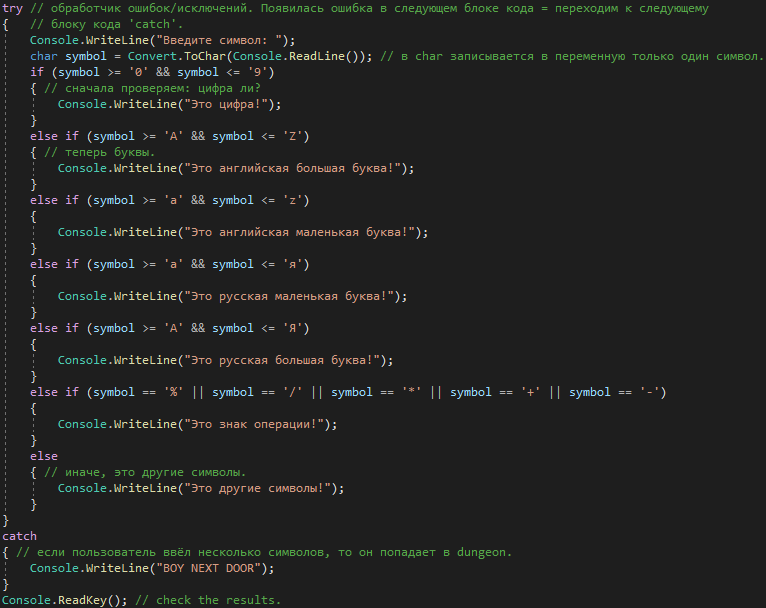 try // обработчик ошибок/исключений. Появилась ошибка в следующем блоке кода = переходим к следующему
{ // блоку кода 'catch'.
Console.WriteLine("Введите символ: ");
char symbol = Convert.ToChar(Console.ReadLine()); // в char записывается в переменную только один символ.
if (symbol >= '0' && symbol <= '9')
{ // сначала проверяем: цифра ли?
Console.WriteLine("Это цифра!");
}
else if (symbol >= 'A' && symbol <= 'Z')
{ // теперь буквы.
Console.WriteLine("Это английская большая буква!");
}
else if (symbol >= 'a' && symbol <= 'z')
{
Console.WriteLine("Это английская маленькая буква!");
}
else if (symbol >= 'а' && symbol <= 'я')
{
Console.WriteLine("Это русская маленькая буква!");
}
else if (symbol >= 'А' && symbol <= 'Я')
{
Console.WriteLine("Это русская большая буква!");
}
else if (symbol == '%' || symbol == '/' || symbol == '*' || symbol == '+' || symbol == '-')
{
Console.WriteLine("Это знак операции!");
}
else
{ // иначе, это другие символы.
Console.WriteLine("Это другие символы!");
}
}
catch
{ // если пользователь ввёл несколько символов, то он попадает в dungeon.
Console.WriteLine("BOY NEXT DOOR");
}
Console.ReadKey(); // check the results.